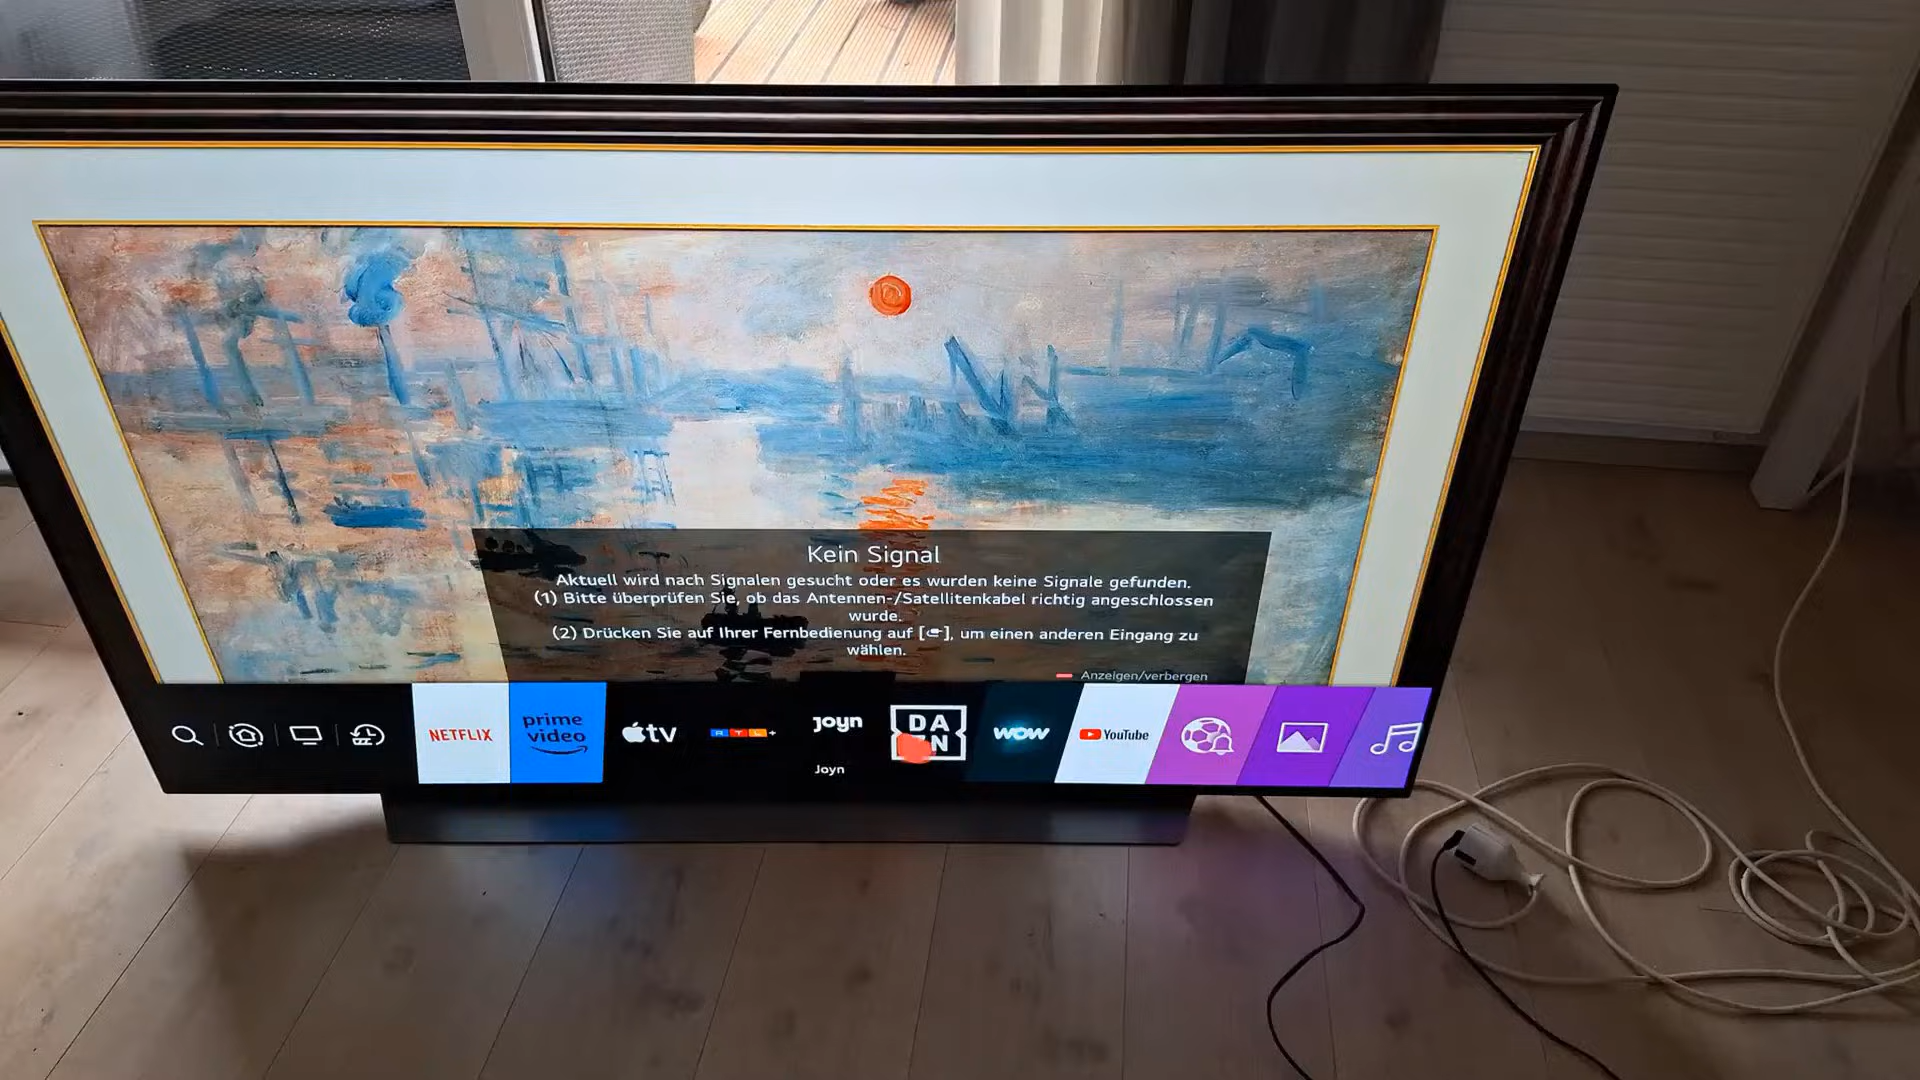 Kein Signal
Aktuell wird nach Signalen gesucht oder es wurden keine Signale gefunden.
(1) Bitte überprüfen Sie, ob das Antennen-/Satellitenkabel richtig angeschlossen
wurde.
(2) Drücken Sie auf Ihrer Fernbedienung auf [], um einen anderen Eingang zu
wählen.
Anzeigen/verbergen
NETFLIX
prime
video
tv
RTL+
joyn
DAZN
wow
YouTube
Joyn